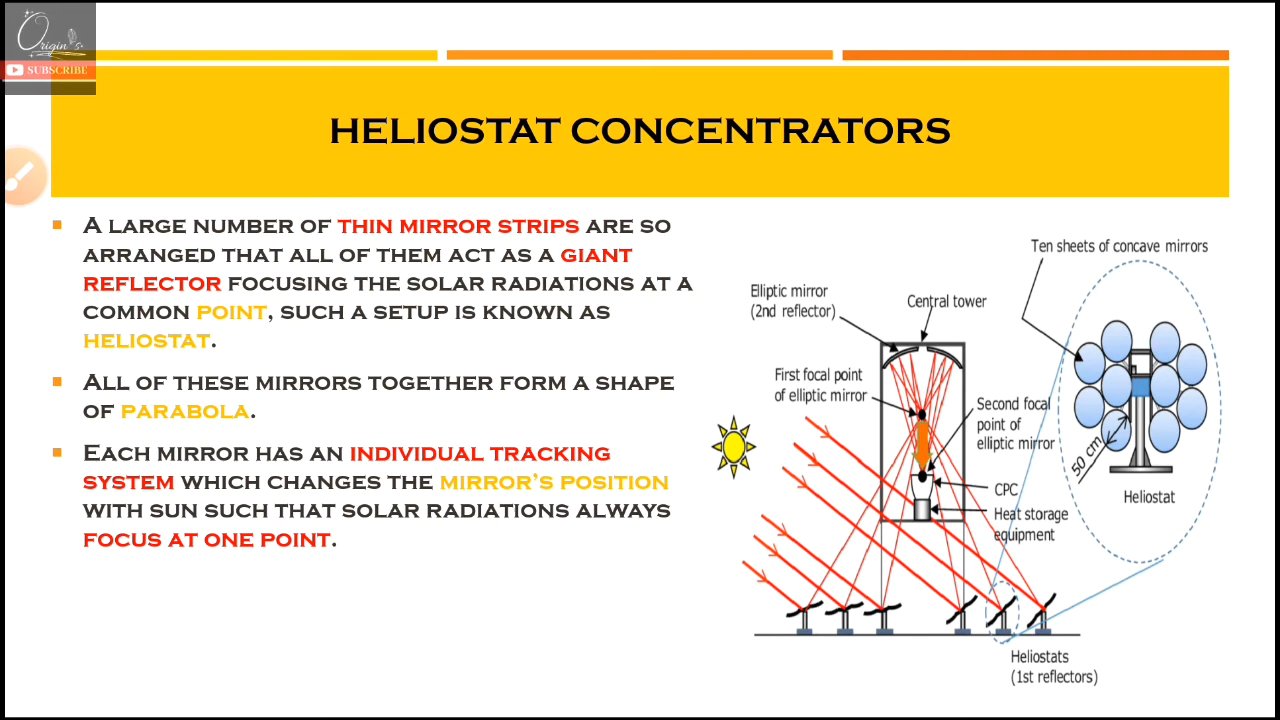 Origin's
SUBSCRIBE
HELIOSTAT CONCENTRATORS
A LARGE NUMBER OF THIN MIRROR STRIPS ARE SO
ARRANGED THAT ALL OF THEM ACT AS A GIANT
REFLECTOR FOCUSING THE SOLAR RADIATIONS AT A
COMMON POINT, SUCH A SETUP IS KNOWN AS
HELIOSTAT.
ALL OF THESE MIRRORS TOGETHER FORM A SHAPE
OF PARABOLA.
EACH MIRROR HAS AN INDIVIDUAL TRACKING
SYSTEM WHICH CHANGES THE MIRROR'S POSITION
WITH SUN SUCH THAT SOLAR RADIATIONS ALWAYS
FOCUS AT ONE POINT.
Ten sheets of concave mirrors
Elliptic mirror
(2nd reflector)
Central tower
First focal point
of elliptic mirror
Second focal
point of
elliptic mirror
CPC
Heat storage
equipment
50 cm
Heliostat
Heliostats
(1st reflectors)